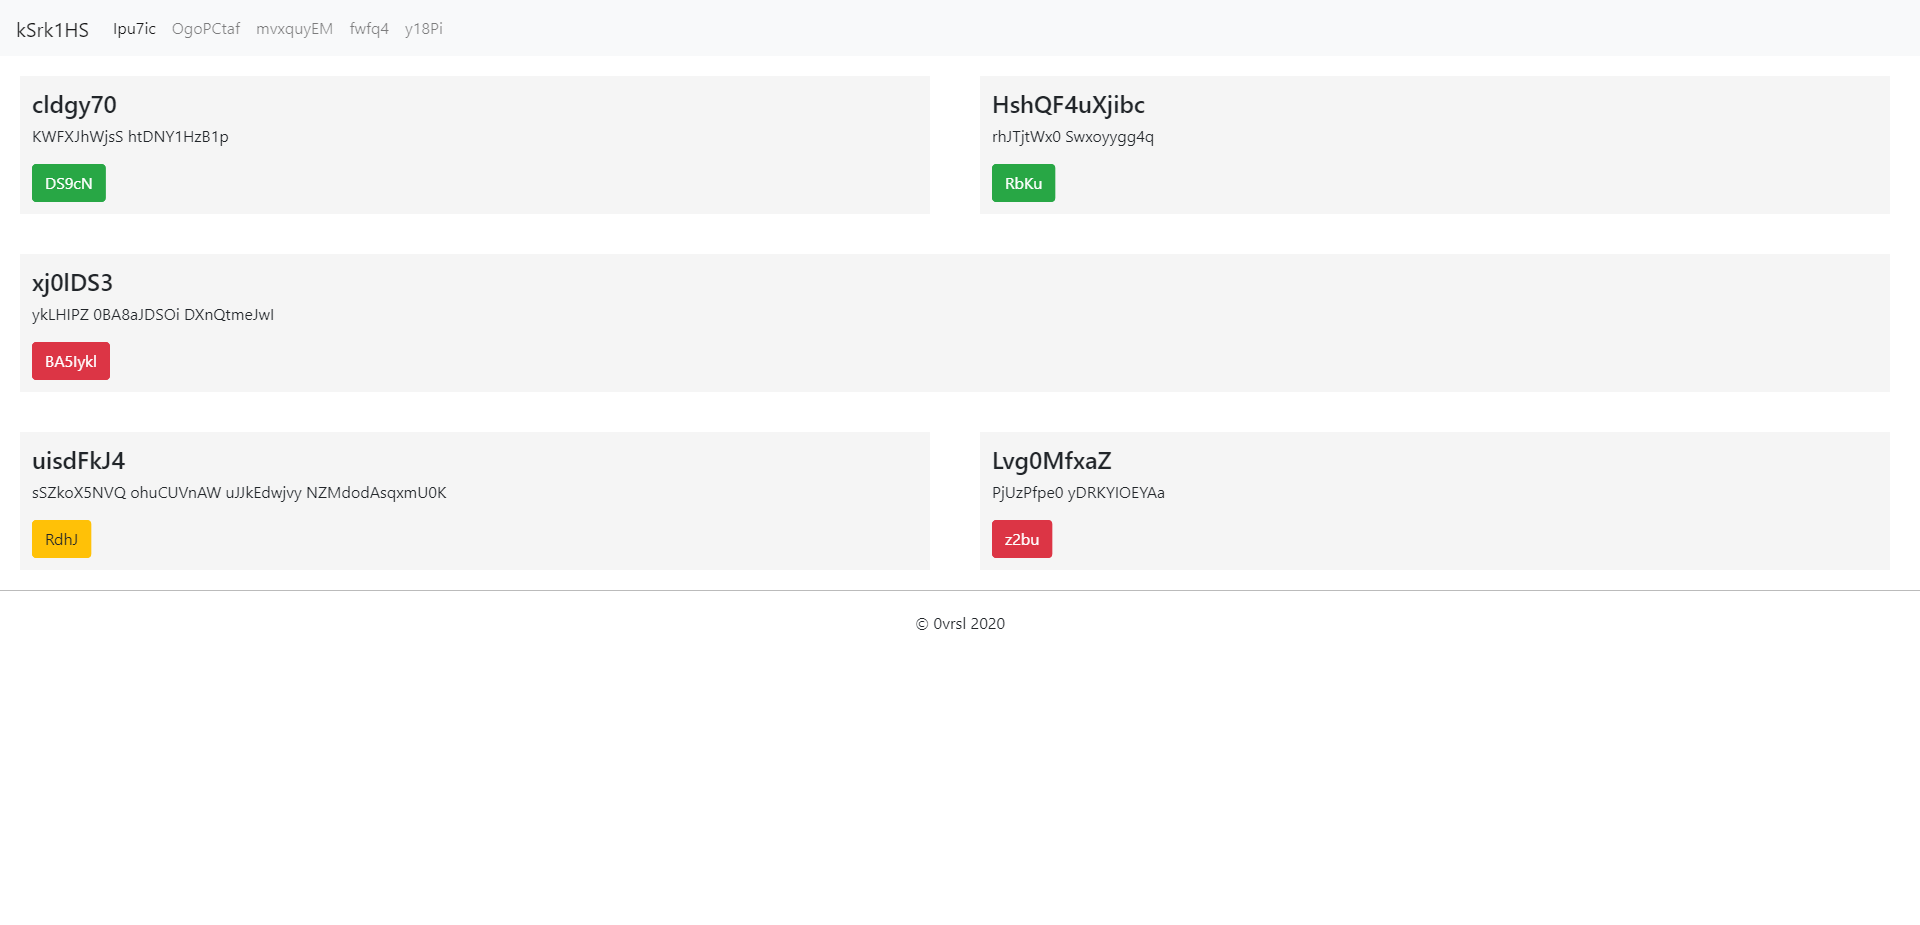 kSrk1HS Ipu7ic OgoPCtaf mvxquyEM fwfq4 y18Pi
cldgy70
KWFXJhWjsS htDNY1HzB1p
DS9cN
HshQF4uXjibc
rhJTjtWx0 Swxoyygg4q
RbKu
xj0lDS3
ykLHIPZ 0BA8aJDSOi DXnQtmeJwI
BA5Iykl
uisdFkJ4
sSZkoX5NVQ ohuCUVnAW uJJkEdwjvy NZMdodAsqxmU0K
RdhJ
Lvg0MfxaZ
PjUzPfpe0 yDRKYIOEYAa
z2bu
© 0vrsl 2020